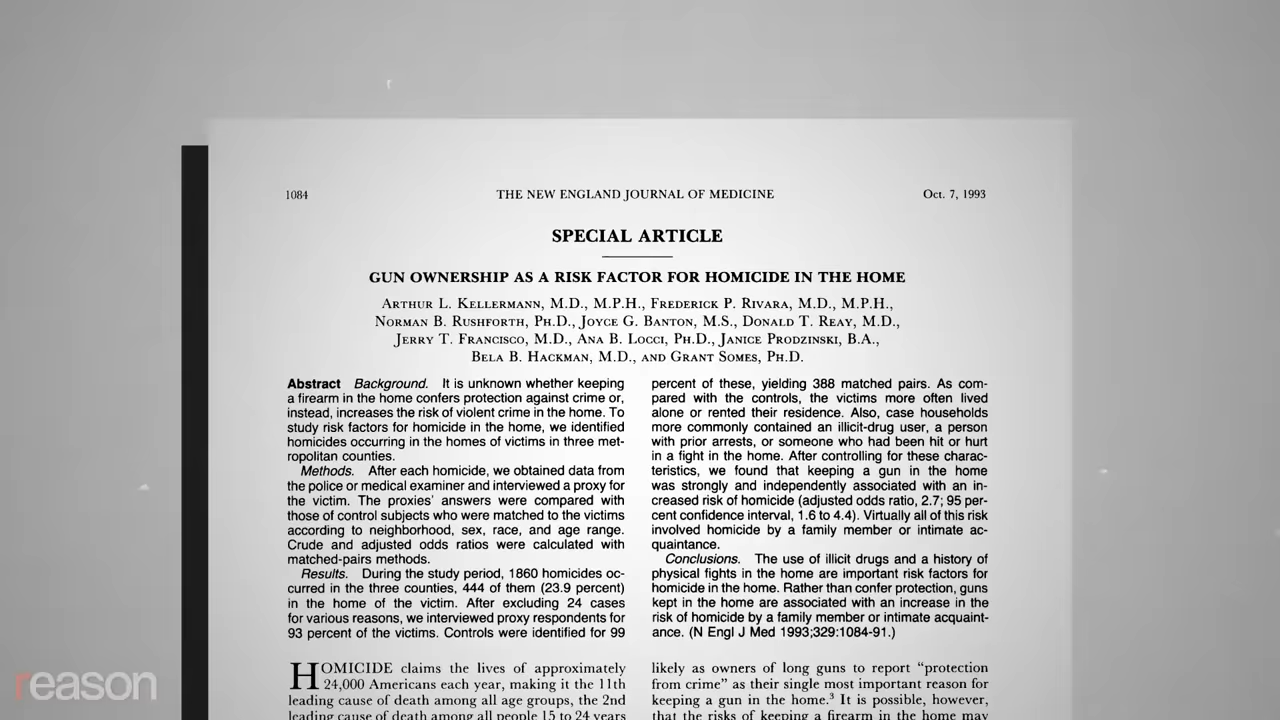 1084
THE NEW ENGLAND JOURNAL OF MEDICINE
Oct. 7, 1993
SPECIAL ARTICLE
GUN OWNERSHIP AS A RISK FACTOR FOR HOMICIDE IN THE HOME
ARTHUR L. KELLERMANN, M.D., M.P.H., FREDERICK P. RIVARA, M.D., M.P.H.,
NORMAN B. RUSHFORTH, PH.D., JOYCE G. BANTON, M.S., DONALD T. REAY, M.D.,
JERRY T. FRANCISCO, M.D., ANA B. LOCCI, PH.D., JANICE PRODZINSKI, B.A.,
BELA B. HACKMAN, M.D., AND GRANT SOMES, PH.D.
Abstract Background. It is unknown whether keeping
a firearm in the home confers protection against crime or,
instead, increases the risk of violent crime in the home. To
study risk factors for homicide in the home, we identified
homicides occurring in the homes of victims in three met-
ropolitan counties.
Methods. After each homicide, we obtained data from
the police or medical examiner and interviewed a proxy for
the victim. The proxies' answers were compared with
those of control subjects who were matched to the victims
according to neighborhood, sex, race, and age range.
Crude and adjusted odds ratios were calculated with
matched-pairs methods.
Results. During the study period, 1860 homicides oc-
curred in the three counties, 444 of them (23.9 percent)
in the home of the victim. After excluding 24 cases
for various reasons, we interviewed proxy respondents for
93 percent of the victims. Controls were identified for 99
percent of these, yielding 388 matched pairs. As com-
pared with the controls, the victims more often lived
alone or rented their residence. Also, case households
more commonly contained an illicit-drug user, a person
with prior arrests, or someone who had been hit or hurt
in a fight in the home. After controlling for these charac-
teristics, we found that keeping a gun in the home
was strongly and independently associated with an in-
creased risk of homicide (adjusted odds ratio, 2.7; 95 per-
cent confidence interval, 1.6 to 4.4). Virtually all of this risk
involved homicide by a family member or intimate ac-
quaintance.
Conclusions. The use of illicit drugs and a history of
physical fights in the home are important risk factors for
homicide in the home. Rather than confer protection, guns
kept in the home are associated with an increase in the
risk of homicide by a family member or intimate acquaint-
ance. (N Engl J Med 1993;329:1084-91.)
HOMICIDE claims the lives of approximately
24,000 Americans each year, making it the 11th
leading cause of death among all age groups, the 2nd
leading cause of death among all people 15 to 24 years
likely as owners of long guns to report "protection
from crime" as their single most important reason for
keeping a gun in the home.3 It is possible, however,
that the risks of keeping a firearm in the home may
reason